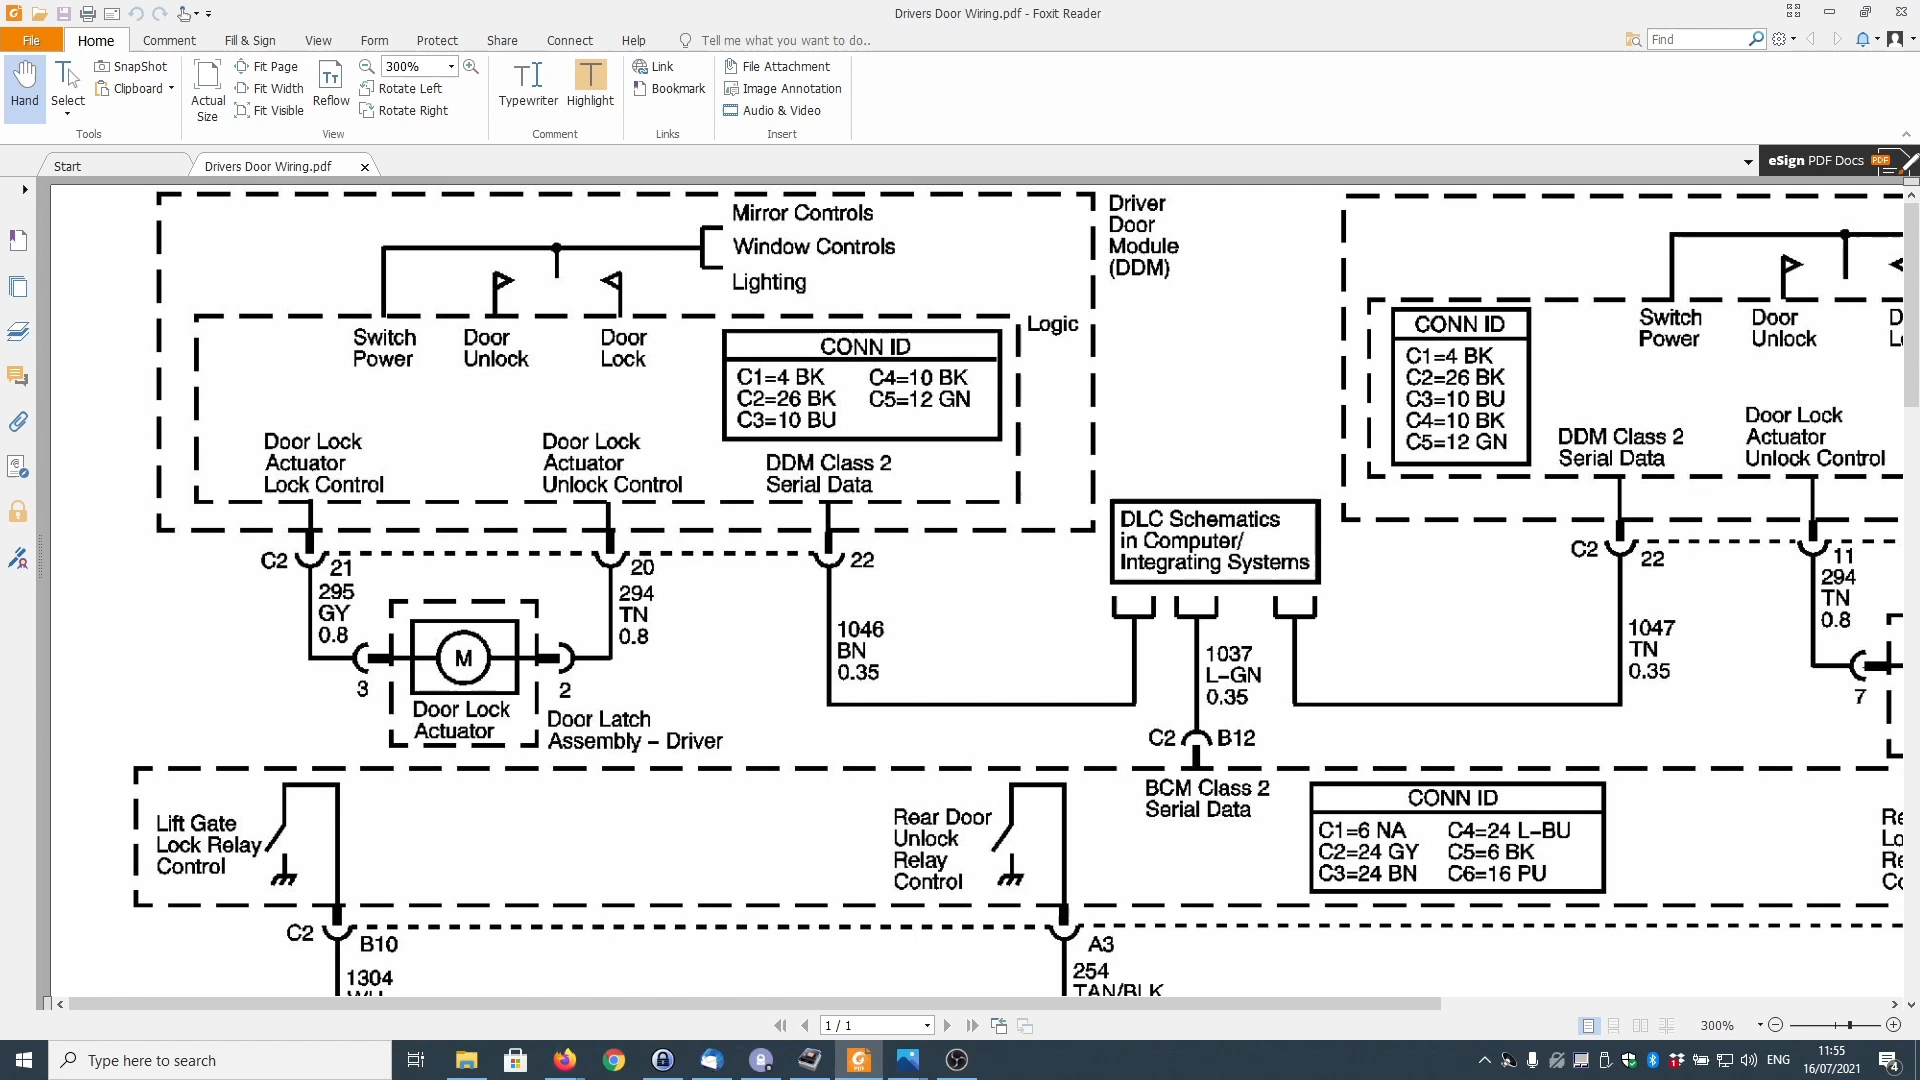 Drivers Door Wiring.pdf - Foxit Reader
File
Home
Comment
Fill & Sign
View
Form
Protect
Share
Connect
Help
Tell me what you want to do..
Find
Hand
Select
SnapShot
Clipboard
Tools
Actual
Size
Fit Page
Fit Width
Fit Visible
Reflow
300%
Rotate Left
Rotate Right
View
Typewriter
Highlight
Comment
Link
Bookmark
Links
File Attachment
Image Annotation
Audio & Video
Insert
Start
Drivers Door Wiring.pdf
eSign PDF Docs
PDF
Mirror Controls
Window Controls
Lighting
Driver
Door
Module
(DDM)
Switch
Power
Door
Unlock
Door
Lock
Logic
CONN ID
C1=4 BK C4=10 BK
C2=26 BK C5=12 GN
C3=10 BU
Door Lock
Actuator
Lock Control
Door Lock
Actuator
Unlock Control
DDM Class 2
Serial Data
CONN ID
C1=4 BK
C2=26 BK
C3=10 BU
C4=10 BK
C5=12 GN
Switch
Power
Door
Unlock
DDM Class 2
Serial Data
Door Lock
Actuator
Unlock Control
DLC Schematics
in Computer/
Integrating Systems
C2
21
295
GY
0.8
20
294
TN
0.8
22
C2
22
11
294
TN
0.8
M
3
2
Door Lock
Actuator
Door Latch
Assembly – Driver
1046
BN
0.35
1037
L–GN
0.35
1047
TN
0.35
7
C2
B12
BCM Class 2
Serial Data
Lift Gate
Lock Relay
Control
Rear Door
Unlock
Relay
Control
CONN ID
C1=6 NA C4=24 L–BU
C2=24 GY C5=6 BK
C3=24 BN C6=16 PU
C2
B10
1304
A3
254
TAN/BLK
1 / 1
300%
Type here to search
ENG
11:55
16/07/2021
4